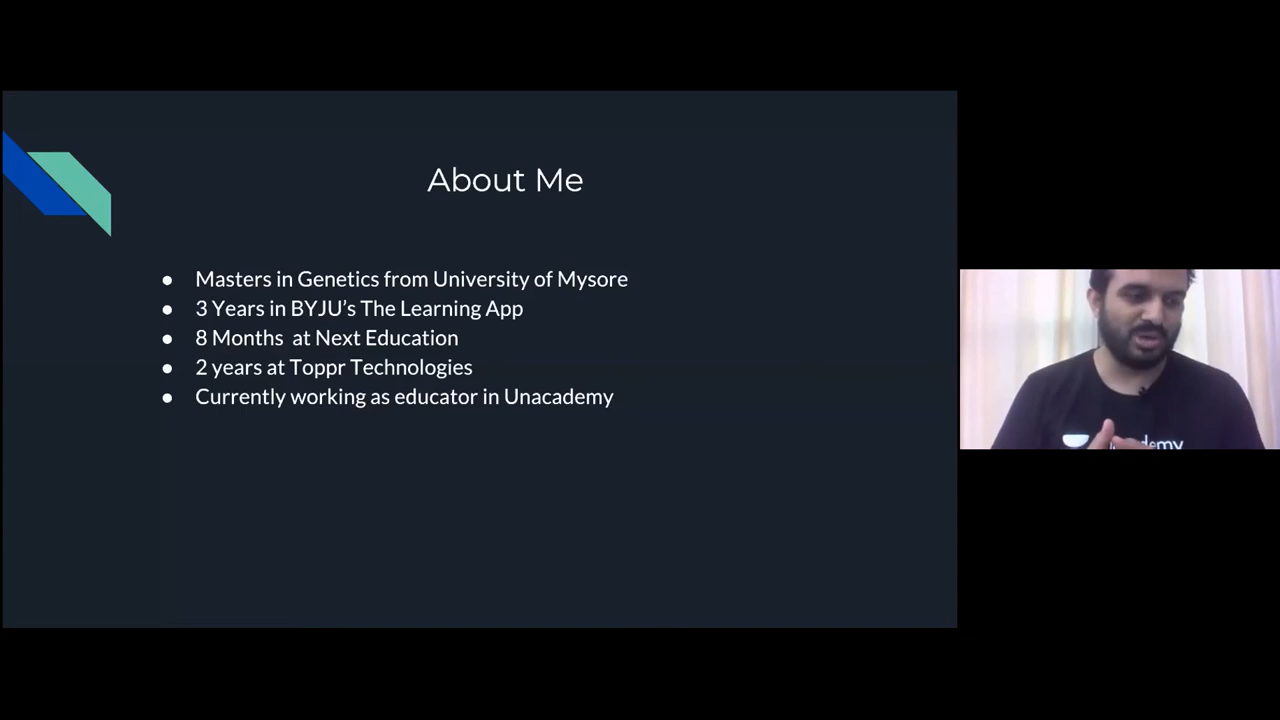 About Me
● Masters in Genetics from University of Mysore
● 3 Years in BYJU’s The Learning App
● 8 Months  at Next Education
● 2 years at Toppr Technologies
● Currently working as educator in Unacademy